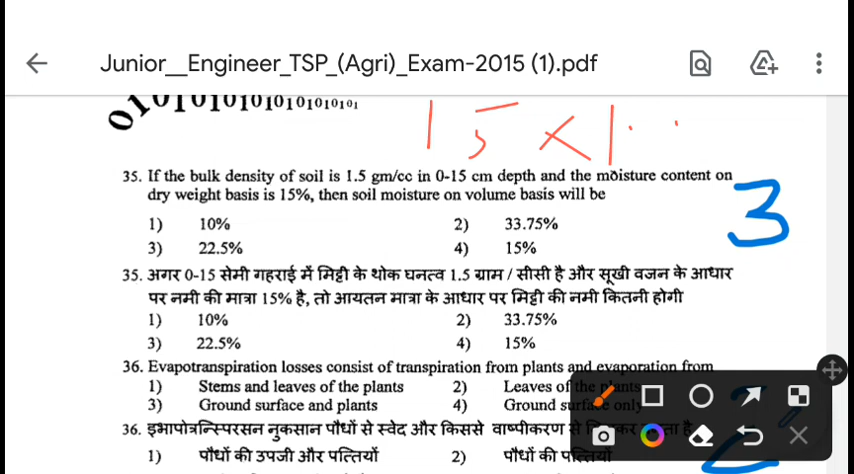 Junior__Engineer_TSP_(Agri)_Exam-2015 (1).pdf
0101010101010101010101
15 × 1
35. If the bulk density of soil is 1.5 gm/cc in 0-15 cm depth and the moisture content on
dry weight basis is 15%, then soil moisture on volume basis will be
3
1) 10% 2) 33.75%
3) 22.5% 4) 15%
35. अगर 0-15 सेमी गहराई में मिट्टी के थोक घनत्व 1.5 ग्राम / सीसी है और सूखी वजन के आधार
पर नमी की मात्रा 15% है, तो आयतन मात्रा के आधार पर मिट्टी की नमी कितनी होगी
1) 10% 2) 33.75%
3) 22.5% 4) 15%
36. Evapotranspiration losses consist of transpiration from plants and evaporation from
1) Stems and leaves of the plants 2) Leaves of the plants
3) Ground surface and plants 4) Ground surface only
36. इभापोत्रन्स्पिरसन नुकसान पौधों से स्वेद और किससे वाष्पीकरण से
1) पौधों की उपजी और पत्तियों 2) पौधों की पत्तियों